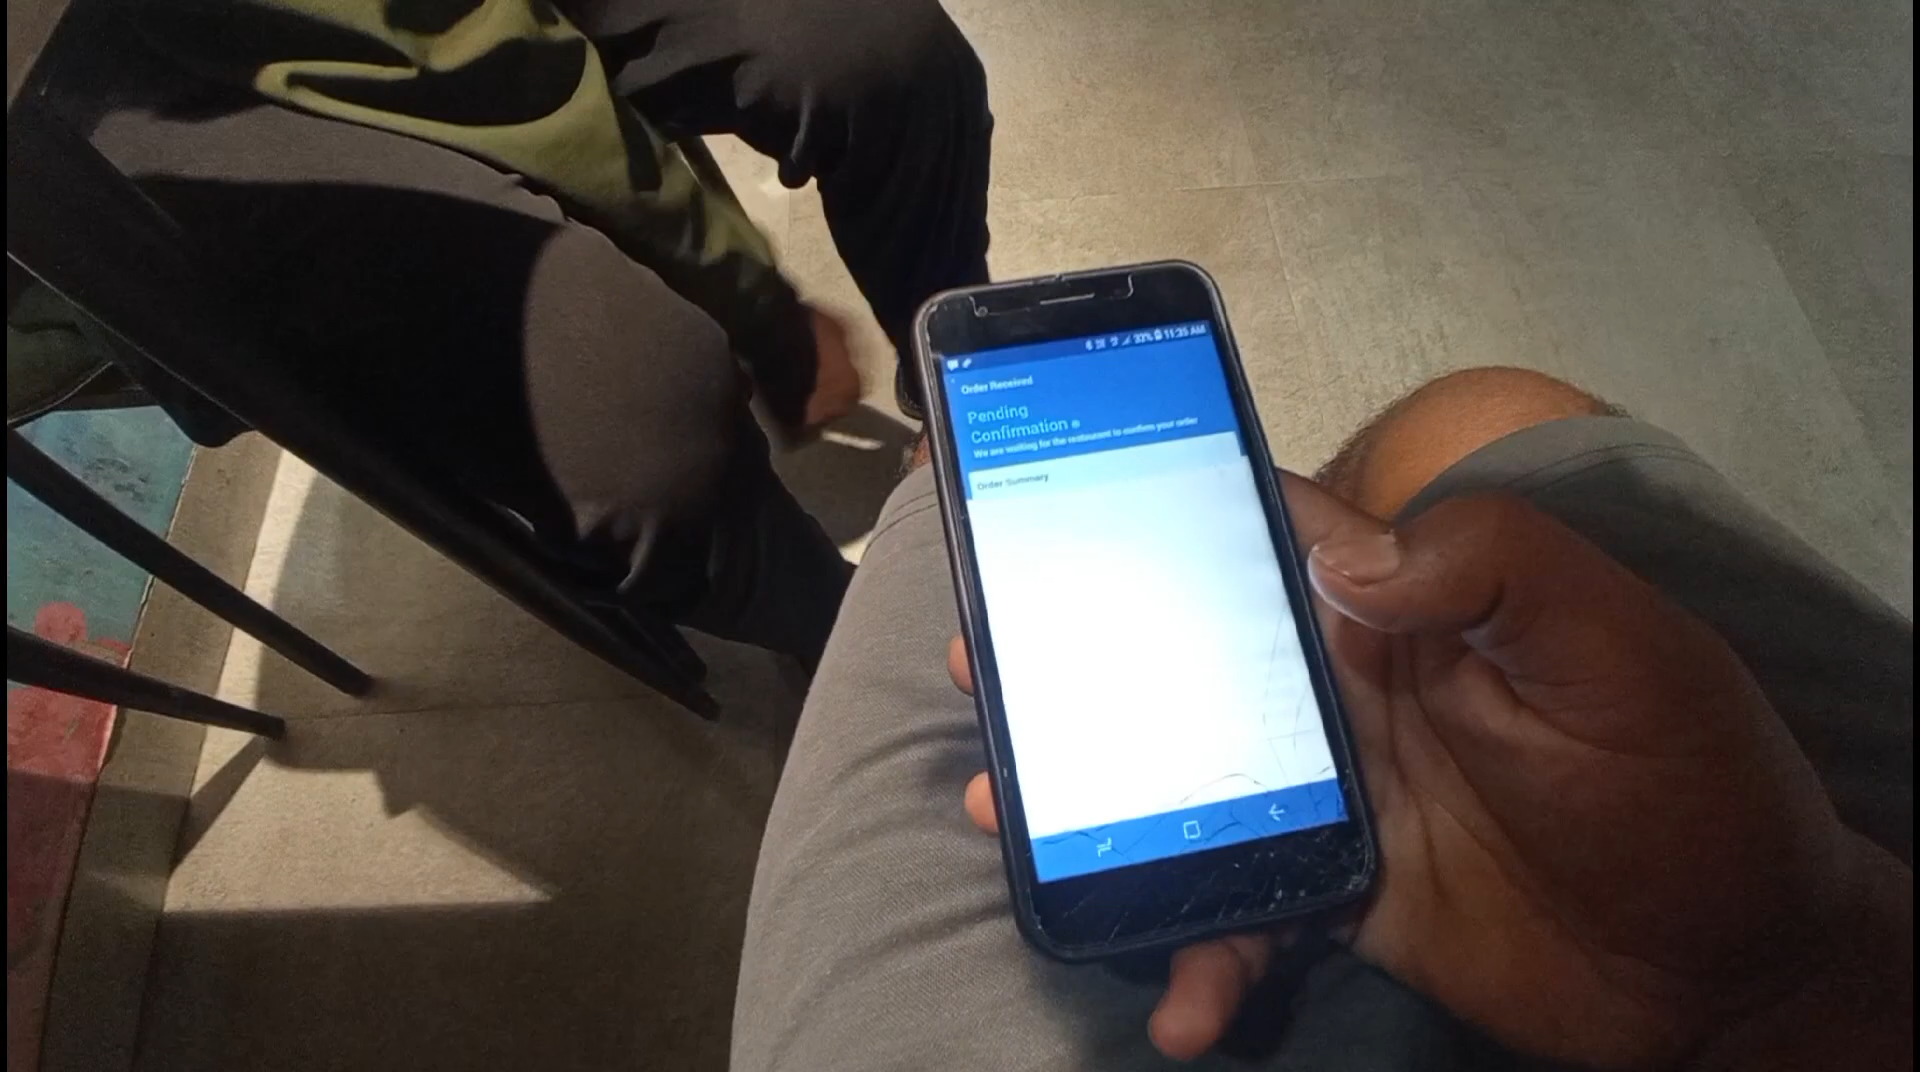 33% 11:35 AM
Order Received
Pending
Confirmation
We are waiting for the restaurant to confirm your order
Order Summary